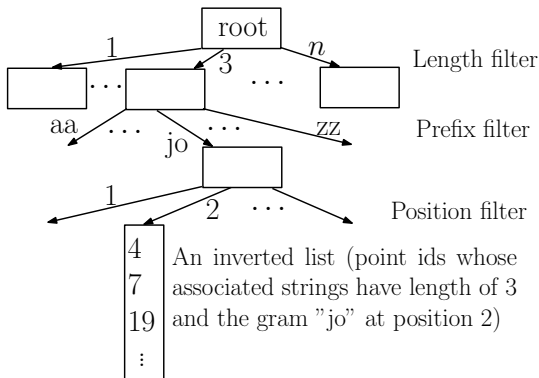 root
1 3 n
Length filter
... ...
aa ... jo ... zz
Prefix filter
1 2 ...
Position filter
4
7
19
⋮
An inverted list (point ids whose
associated strings have length of 3
and the gram "jo" at position 2)